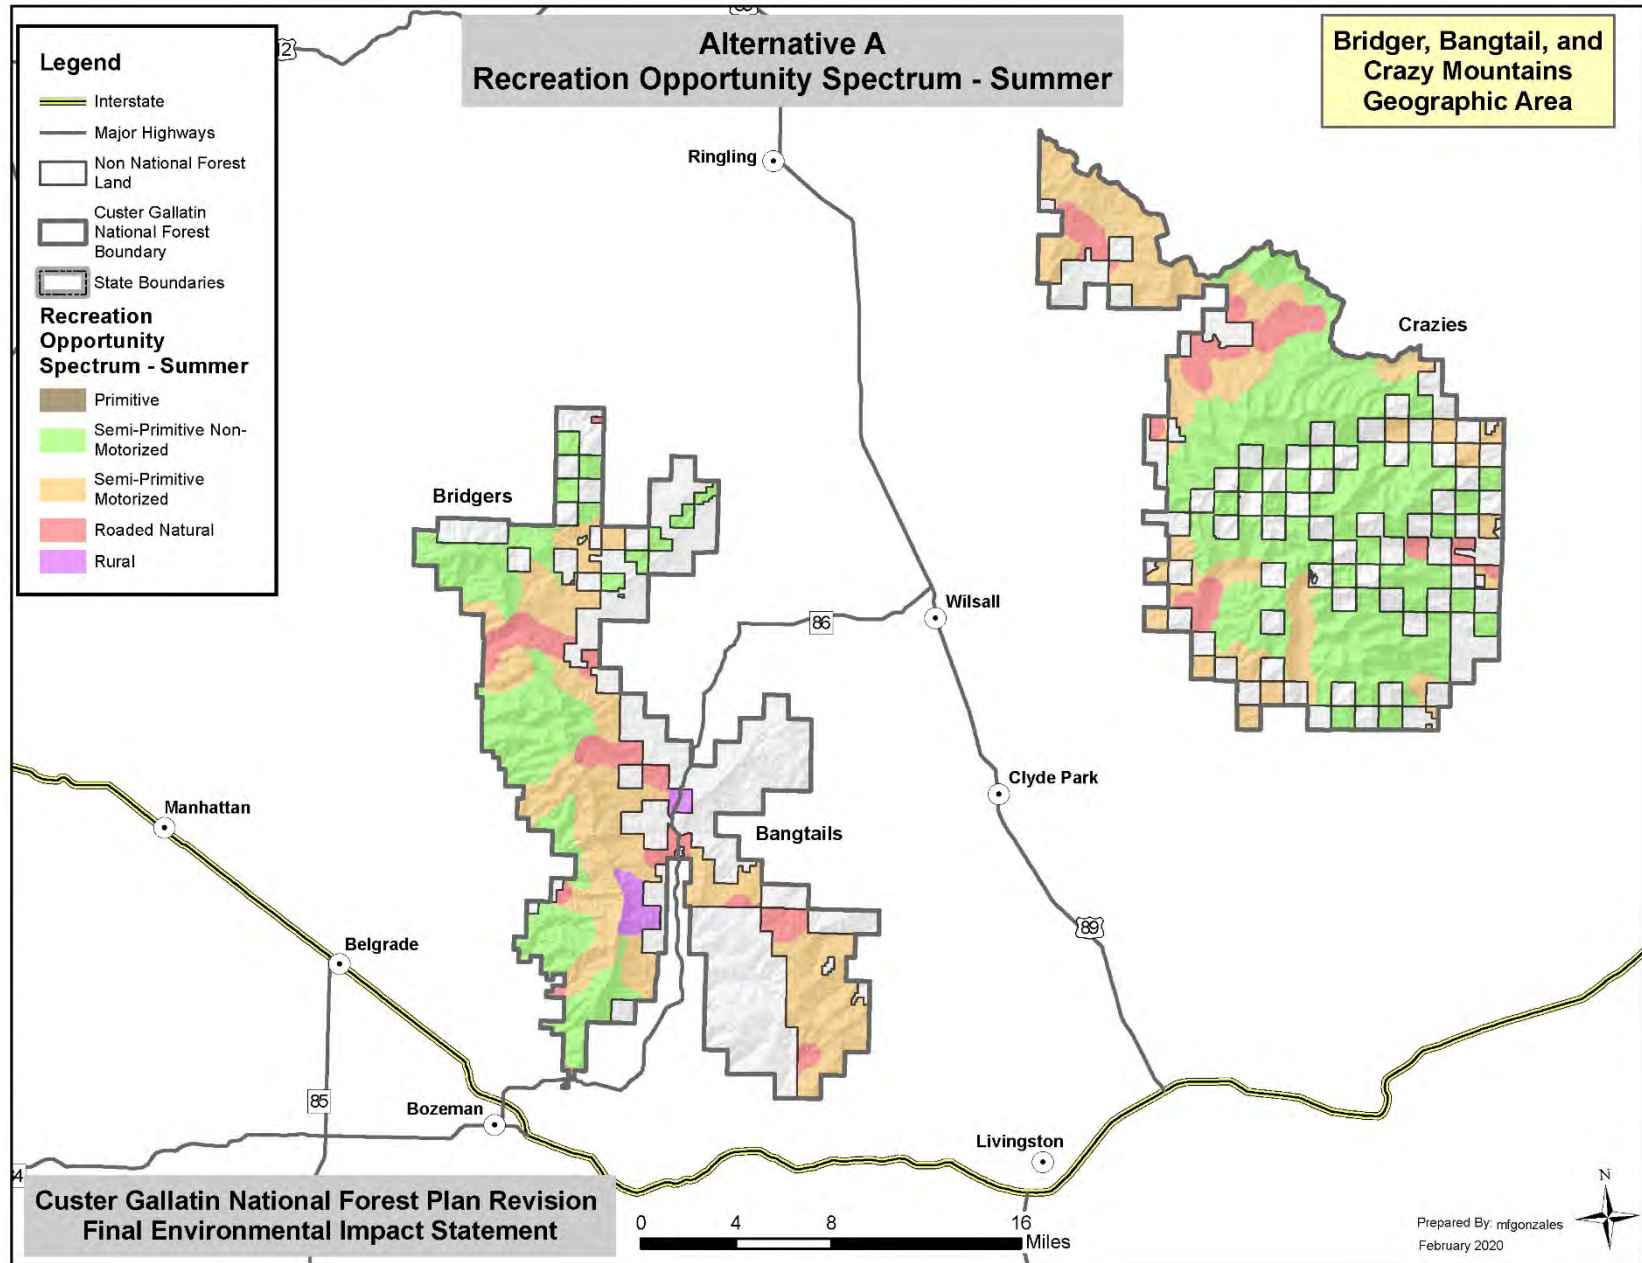 Alternative A
Recreation Opportunity Spectrum - Summer
Bridger, Bangtail, and
Crazy Mountains
Geographic Area
Legend
Interstate
Major Highways
Non National Forest
Land
Custer Gallatin
National Forest
Boundary
State Boundaries
Recreation
Opportunity
Spectrum - Summer
Primitive
Semi-Primitive Non-
Motorized
Semi-Primitive
Motorized
Roaded Natural
Rural
Ringling
Crazies
Bridgers
86
Wilsall
Clyde Park
Manhattan
Bangtails
89
Belgrade
85
Bozeman
Livingston
Custer Gallatin National Forest Plan Revision
Final Environmental Impact Statement
0 4 8 16
Miles
N
Prepared By: mfgonzales
February 2020